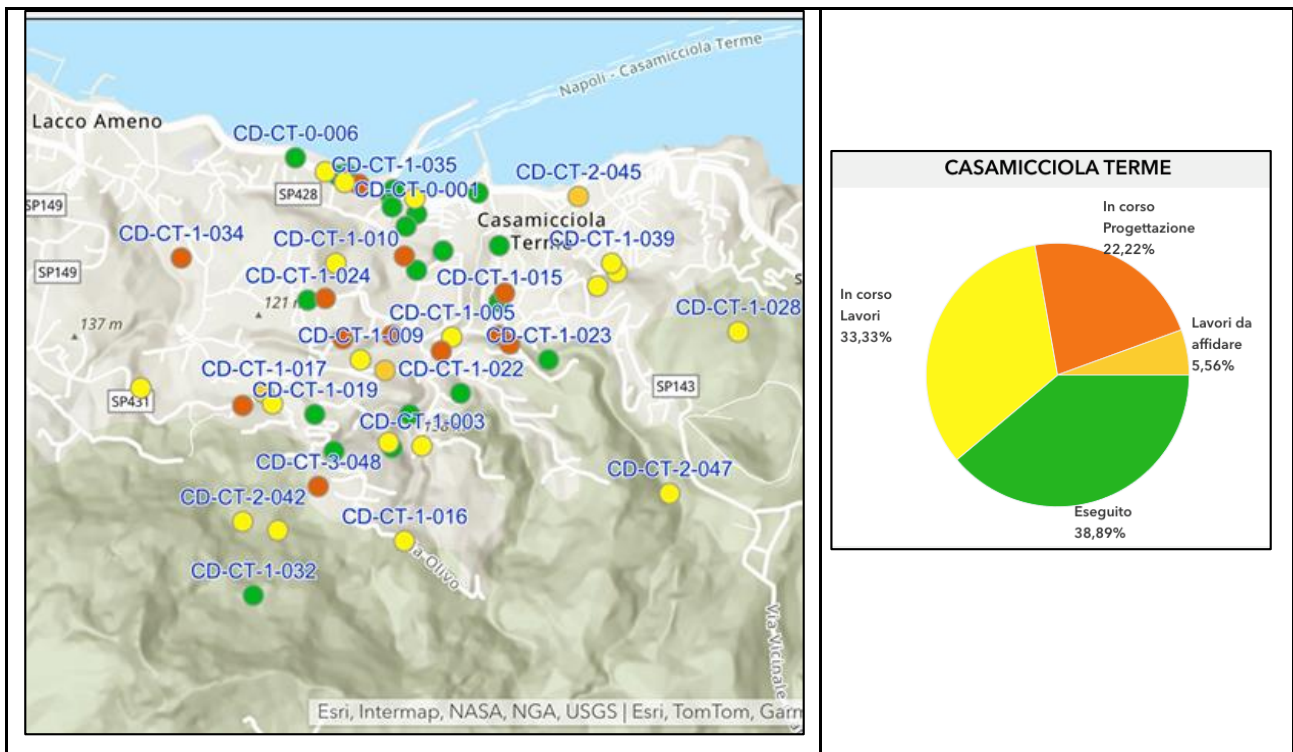 Napoli - Casamicciola Terme
Lacco Ameno
CD-CT-0-006
CD-CT-1-035
CD-CT-2-045
SP428
CD-CT-0-001
SP149
Casamicciola
Terme
CD-CT-1-034
CD-CT-1-010
CD-CT-1-039
SP149
CD-CT-1-024
CD-CT-1-015
121 m
CD-CT-1-005
CD-CT-1-028
137 m
CD-CT-1-009
CD-CT-1-023
CD-CT-1-017
CD-CT-1-022
SP143
CD-CT-1-019
SP431
CD-CT-1-003
CD-CT-3-048
CD-CT-2-047
CD-CT-2-042
CD-CT-1-016
a Olivo
CD-CT-1-032
Via Vicinale
Esri, Intermap, NASA, NGA, USGS | Esri, TomTom, Garm
CASAMICCIOLA TERME
In corso
Progettazione
22,22%
In corso
Lavori
33,33%
Lavori da
affidare
5,56%
Eseguito
38,89%